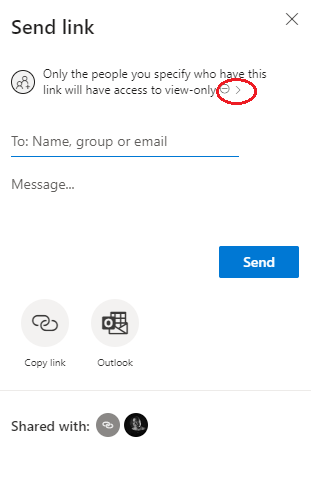 Send link
Only the people you specify who have this
link will have access to view-only
To: Name, group or email
Message...
Send
Copy link
Outlook
Shared with: